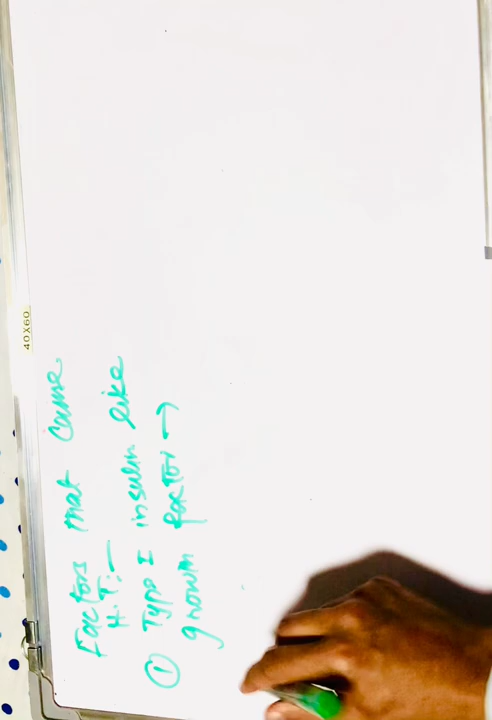 Factors that cause
H.T:-
① Type I insulin like
growth factor →
40X60